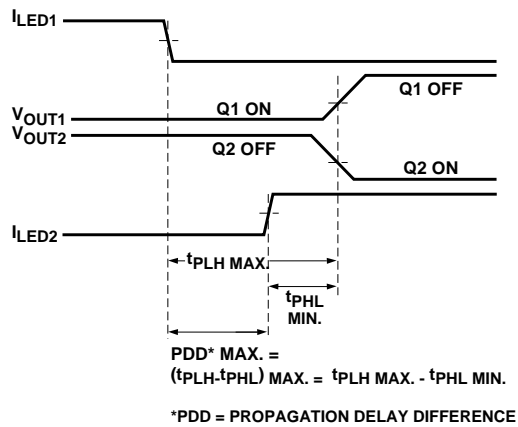 ILED1
Q1 OFF
VOUT1
Q1 ON
VOUT2
Q2 OFF
Q2 ON
ILED2
tPLH MAX.
tPHL
MIN.
PDD* MAX. =
(tPLH-tPHL) MAX. = tPLH MAX. - tPHL MIN.
*PDD = PROPAGATION DELAY DIFFERENCE